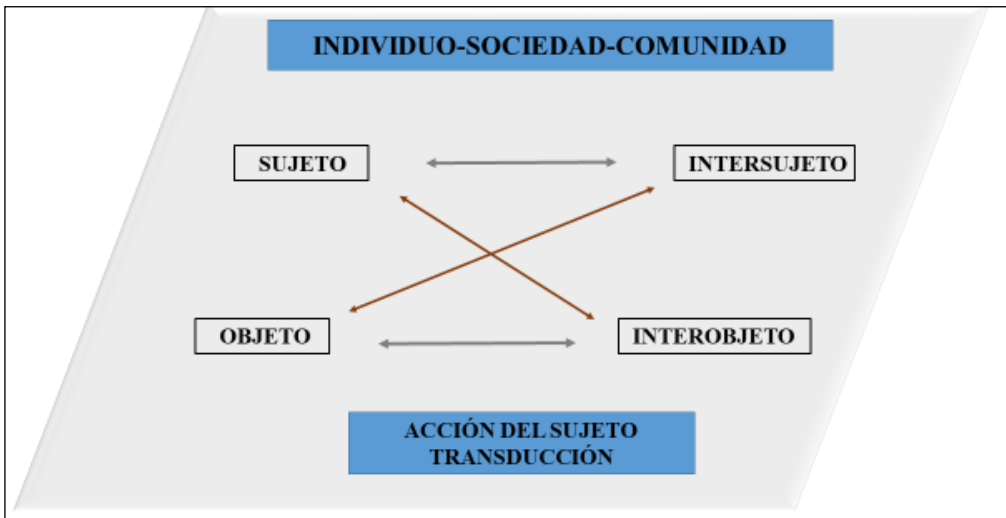 INDIVIDUO-SOCIEDAD-COMUNIDAD
SUJETO
INTERSUJETO
OBJETO
INTEROBJETO
ACCIÓN DEL SUJETO
TRANSDUCCIÓN